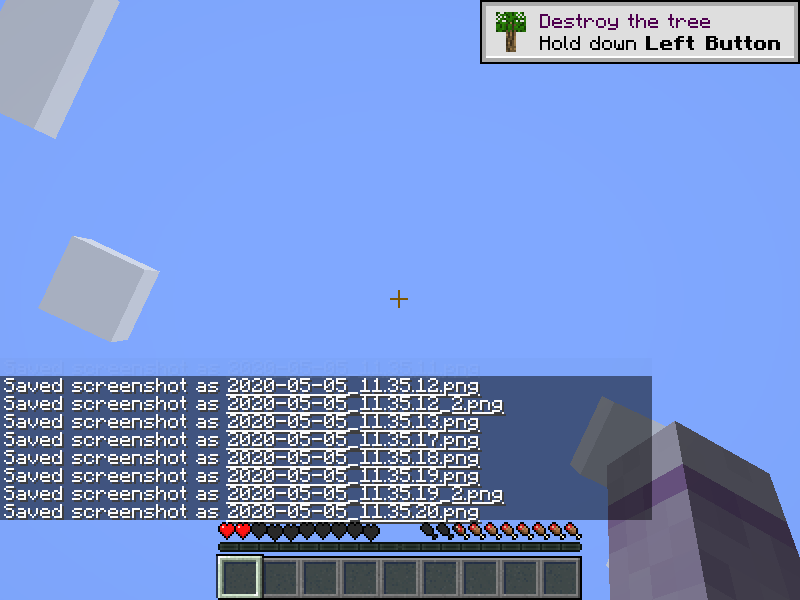 Destroy the tree
Hold down Left Button
Saved screenshot as 2020-05-05_11.35.12.png
Saved screenshot as 2020-05-05_11.35.12_2.png
Saved screenshot as 2020-05-05_11.35.13.png
Saved screenshot as 2020-05-05_11.35.17.png
Saved screenshot as 2020-05-05_11.35.18.png
Saved screenshot as 2020-05-05_11.35.19.png
Saved screenshot as 2020-05-05_11.35.19_2.png
Saved screenshot as 2020-05-05_11.35.20.png